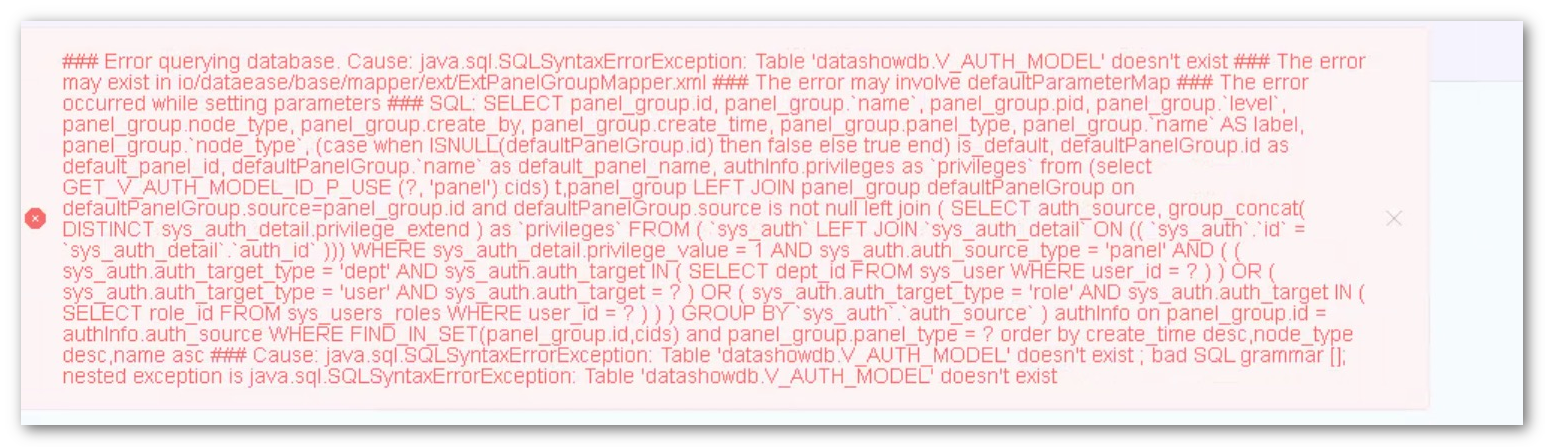 ### Error querying database. Cause: java.sql.SQLSyntaxErrorException: Table 'datashowdb.V_AUTH_MODEL' doesn't exist ### The error
may exist in io/dataease/base/mapper/ext/ExtPanelGroupMapper.xml ### The error may involve defaultParameterMap ### The error
occurred while setting parameters ### SQL: SELECT panel_group.id, panel_group.`name`, panel_group.pid, panel_group.`level`,
panel_group.node_type, panel_group.create_by, panel_group.create_time, panel_group.panel_type, panel_group.`name` AS label,
panel_group.`node_type`, (case when ISNULL(defaultPanelGroup.id) then false else true end) is_default, defaultPanelGroup.id as
default_panel_id, defaultPanelGroup.`name` as default_panel_name, authInfo.privileges as `privileges` from (select
GET_V_AUTH_MODEL_ID_P_USE (?, 'panel') cids) t,panel_group LEFT JOIN panel_group defaultPanelGroup on
defaultPanelGroup.source=panel_group.id and defaultPanelGroup.source is not null left join ( SELECT auth_source, group_concat(
DISTINCT sys_auth_detail.privilege_extend ) as `privileges` FROM ( `sys_auth` LEFT JOIN `sys_auth_detail` ON (( `sys_auth`.`id` =
`sys_auth_detail`.`auth_id` ))) WHERE sys_auth_detail.privilege_value = 1 AND sys_auth.auth_source_type = 'panel' AND ( (
sys_auth.auth_target_type = 'dept' AND sys_auth.auth_target IN ( SELECT dept_id FROM sys_user WHERE user_id = ? ) ) OR (
sys_auth.auth_target_type = 'user' AND sys_auth.auth_target = ? ) OR ( sys_auth.auth_target_type = 'role' AND sys_auth.auth_target IN (
SELECT role_id FROM sys_users_roles WHERE user_id = ? ) ) ) ) GROUP BY `sys_auth`.`auth_source` ) authInfo on panel_group.id =
authInfo.auth_source WHERE FIND_IN_SET(panel_group.id,cids) and panel_group.panel_type = ? order by create_time desc,node_type
desc,name asc ### Cause: java.sql.SQLSyntaxErrorException: Table 'datashowdb.V_AUTH_MODEL' doesn't exist ; bad SQL grammar [];
nested exception is java.sql.SQLSyntaxErrorException: Table 'datashowdb.V_AUTH_MODEL' doesn't exist